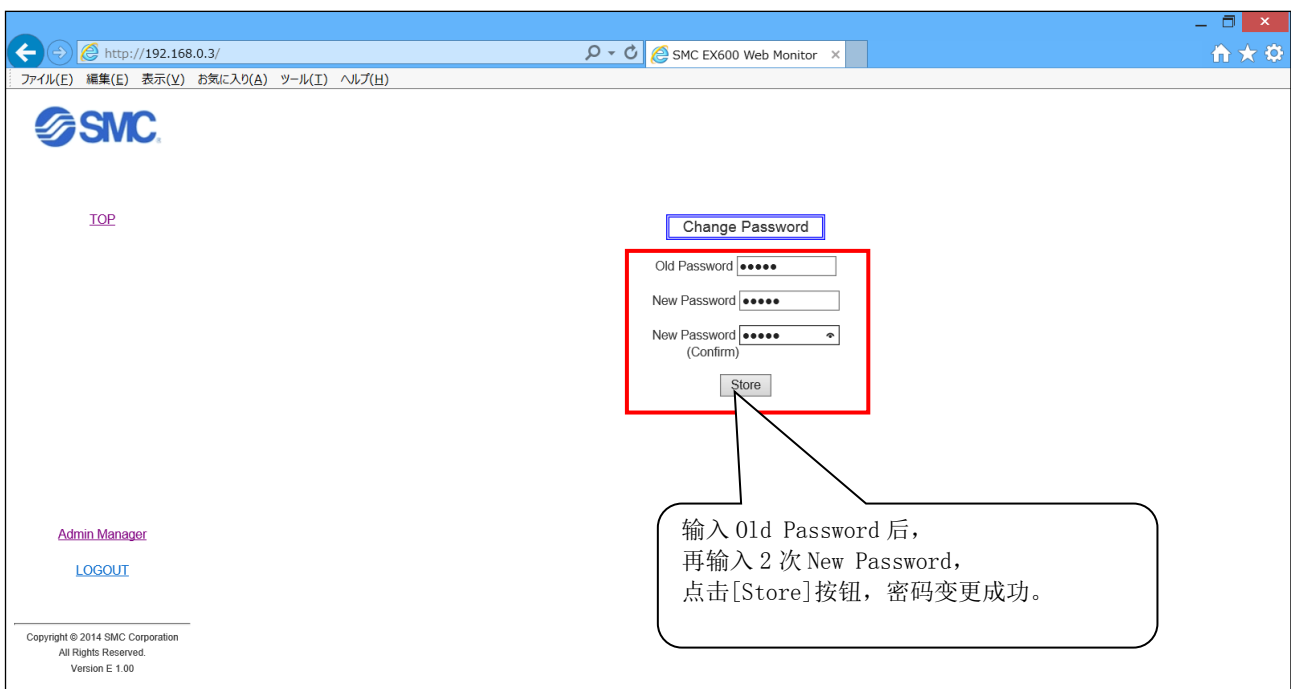 http://192.168.0.3/
SMC EX600 Web Monitor
ファイル(F) 編集(E) 表示(V) お気に入り(A) ツール(T) ヘルプ(H)
SMC
TOP
Change Password
Old Password
New Password
New Password
(Confirm)
Store
输入 Old Password 后，
再输入 2 次 New Password，
点击[Store]按钮，密码变更成功。
Admin Manager
LOGOUT
Copyright © 2014 SMC Corporation
All Rights Reserved.
Version E 1.00